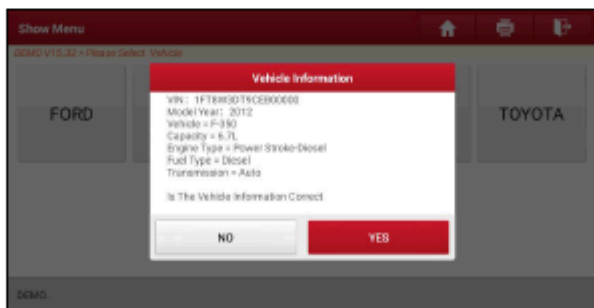 Show Menu
DEMO V15.32 > Please Select Vehicle
Vehicle Information
VIN: 1FT8W3DT9CEB00000
Model Year: 2012
Vehicle = F-350
Capacity = 6.7L
Engine Type = Power Stroke-Diesel
Fuel Type = Diesel
Transmission = Auto
Is The Vehicle Information Correct
FORD
TOYOTA
NO
YES
DEMO